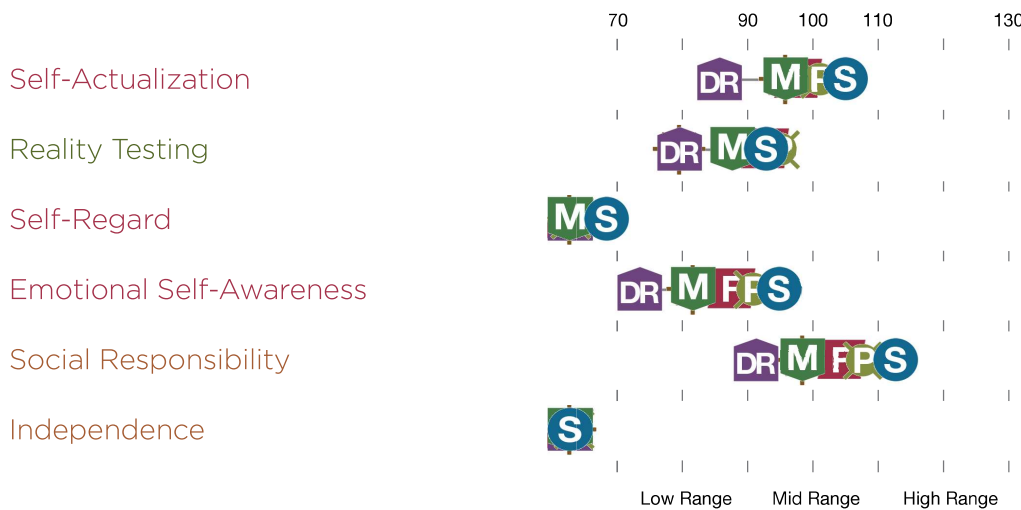 70 90 100 110 130
Self-Actualization DR M P S
Reality Testing DR M S
Self-Regard M S
Emotional Self-Awareness DR M F P S
Social Responsibility DR M F P S
Independence S
Low Range Mid Range High Range